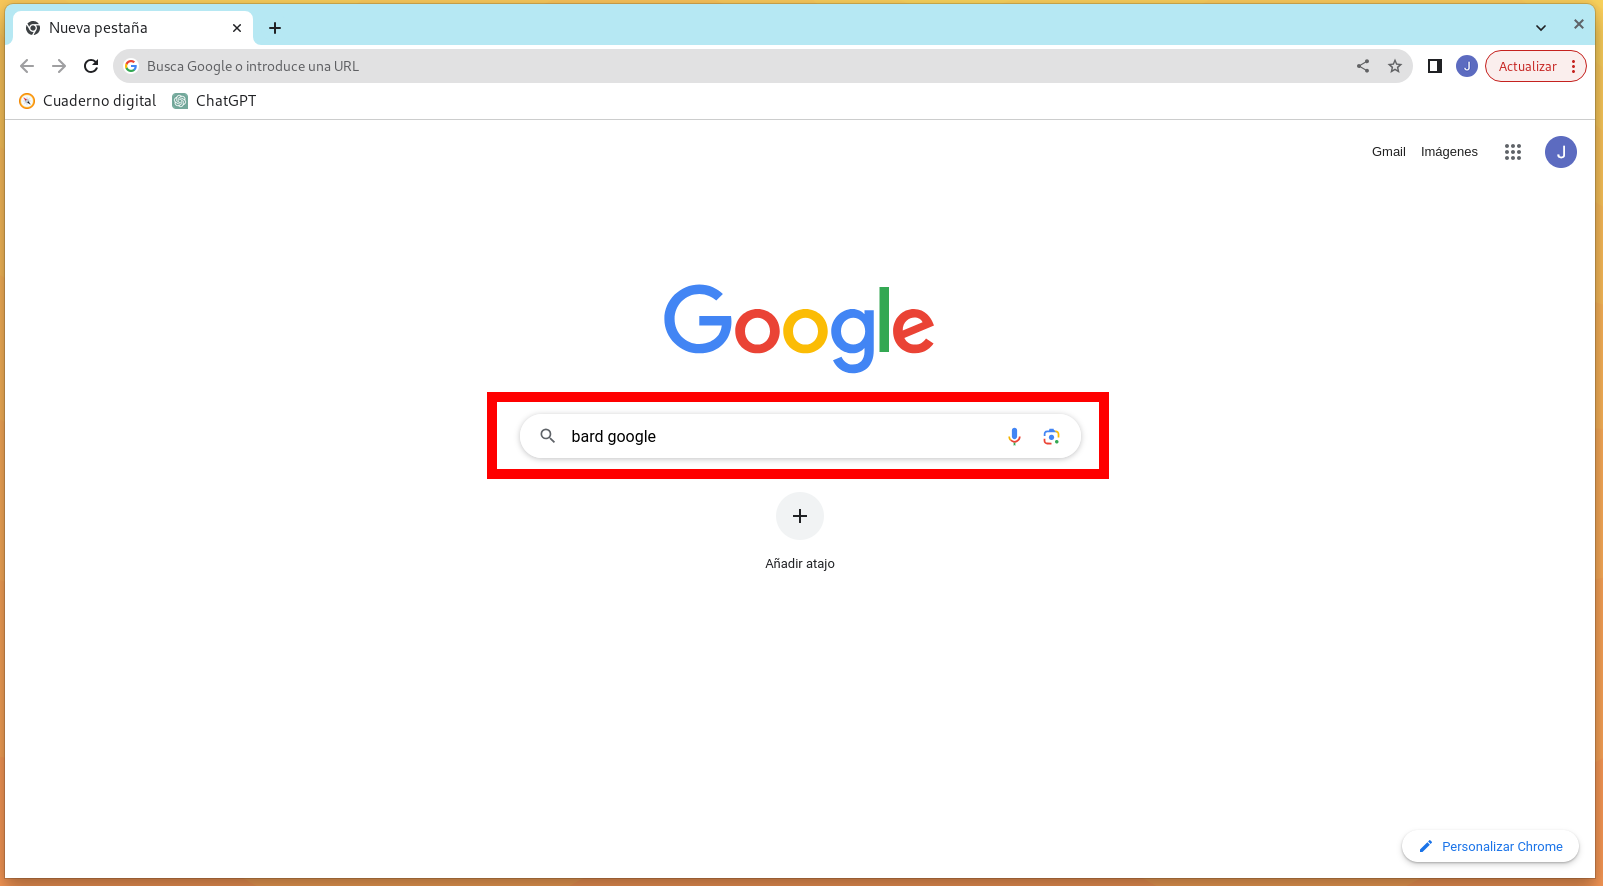 Nueva pestaña
Busca Google o introduce una URL
J
Actualizar
Cuaderno digital
ChatGPT
Gmail
Imágenes
J
Google
bard google
Añadir atajo
Personalizar Chrome